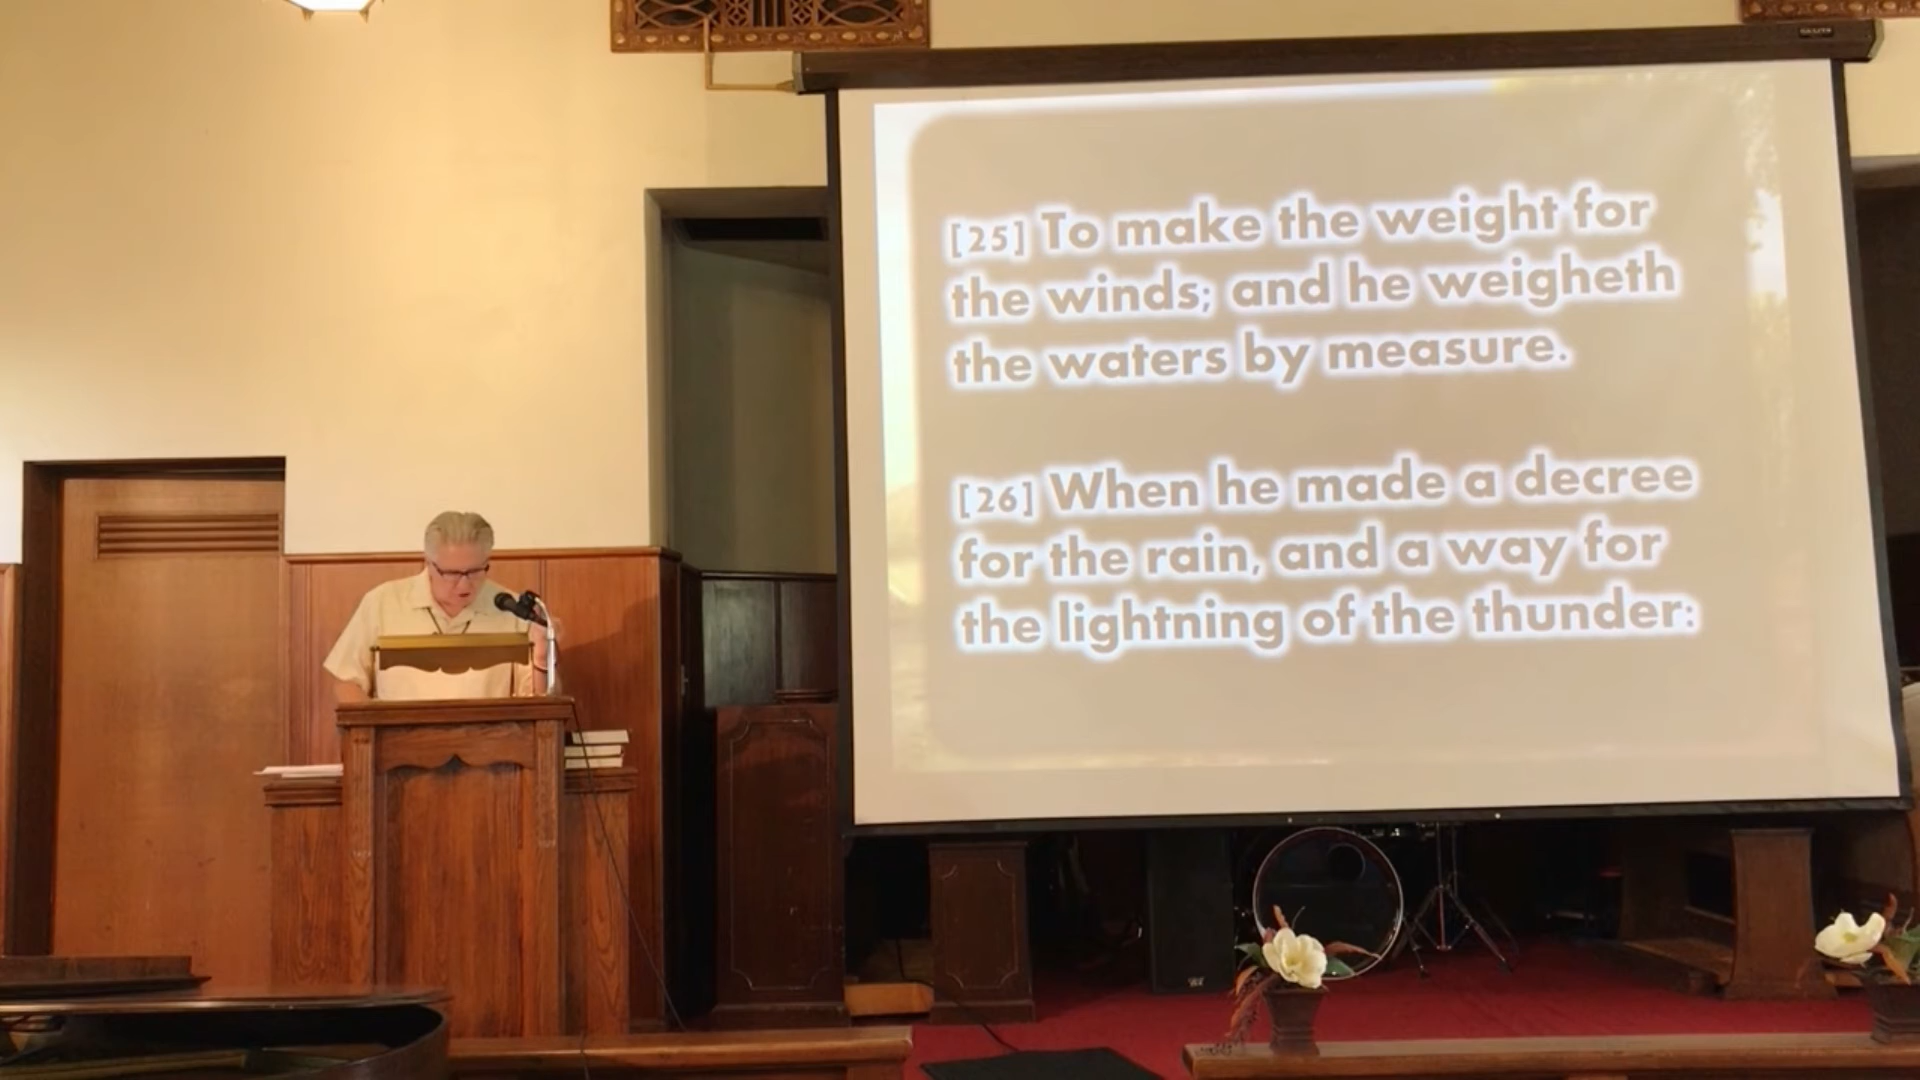 [25] To make the weight for
the winds; and he weigheth
the waters by measure.
[26] When he made a decree
for the rain, and a way for
the lightning of the thunder: